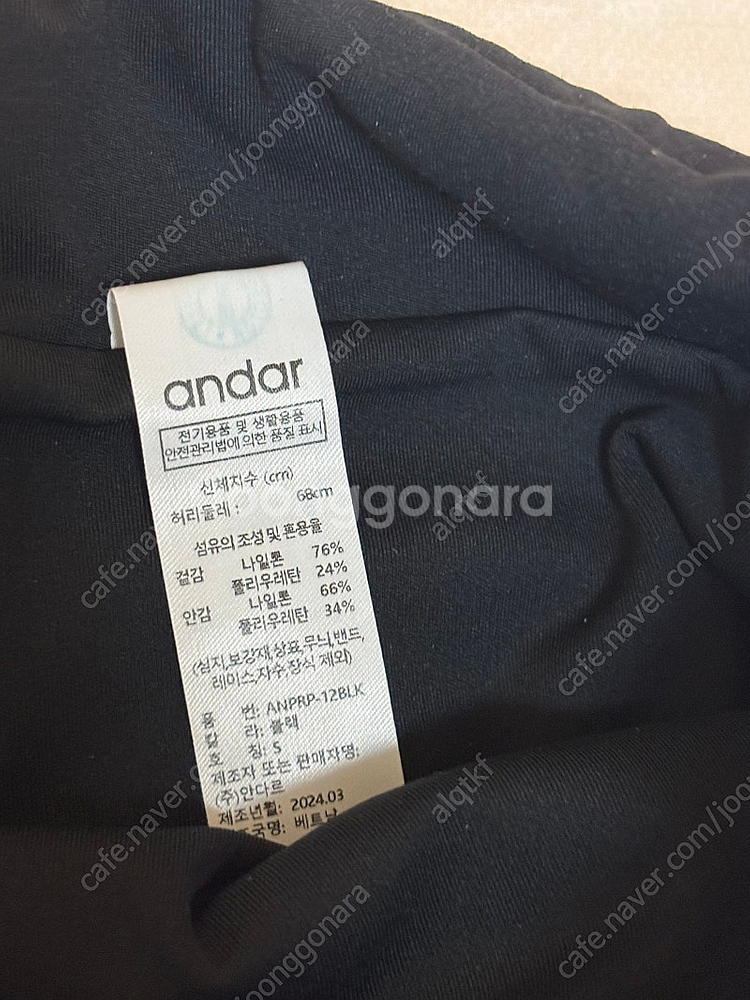 andar
전기용품 및 생활용품
안전관리법에 의한 품질 표시
신체치수 (cm)
허리둘레 : 68cm
섬유의 조성 및 혼용율
겉감 나일론 76%
폴리우레탄 24%
안감 나일론 66%
폴리우레탄 34%
(심지,보강재,상표,무늬,밴드,
레이스,자수,장식 제외)
품 번: ANPRP-12BLK
칼 라: 블랙
호 칭: S
제조자 또는 판매자명:
(주)안다르
제조년월: 2024.03
제조국명: 베트남
joonggonara
cafe.naver.com/joonggonara
alqtkf